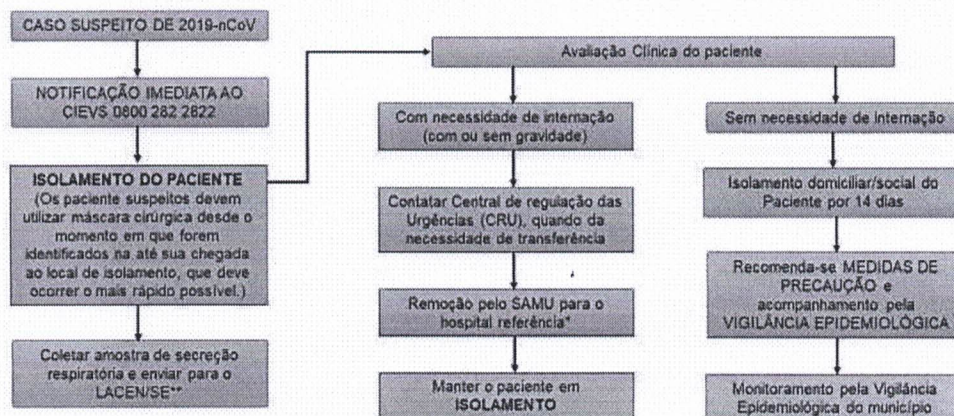 CASO SUSPEITO DE 2019-nCoV
NOTIFICAÇÃO IMEDIATA AO
CIEVS 0800 282 2822
ISOLAMENTO DO PACIENTE
(Os paciente suspeitos devem
utilizar máscara cirúrgica desde o
momento em que forem
identificados na até sua chegada
ao local de isolamento, que deve
ocorrer o mais rápido possível.)
Coletar amostra de secreção
respiratória e enviar para o
LACEN/SE**
Avaliação Clínica do paciente
Com necessidade de internação
(com ou sem gravidade)
Contatar Central de regulação das
Urgências (CRU), quando da
necessidade de transferência
Remoção pelo SAMU para o
hospital referência*
Manter o paciente em
ISOLAMENTO
Sem necessidade de internação
Isolamento domiciliar/social do
Paciente por 14 dias
Recomenda-se MEDIDAS DE
PRECAUÇÃO e
acompanhamento pela
VIGILÂNCIA EPIDEMIOLÓGICA
Monitoramento pela Vigilância
Epidemiológica do município